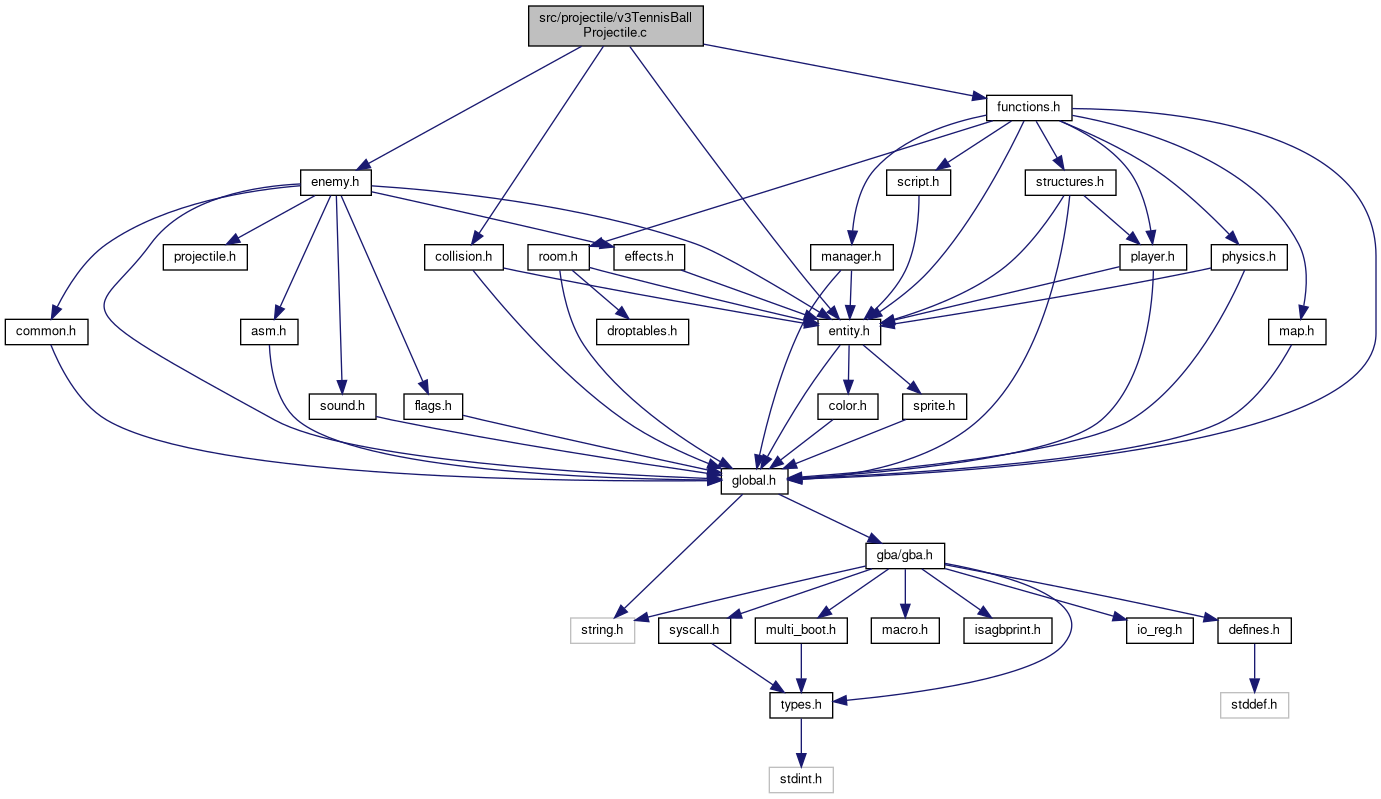 src/projectile/v3TennisBall
Projectile.c
functions.h
enemy.h
script.h
structures.h
projectile.h
collision.h
room.h
effects.h
manager.h
player.h
physics.h
common.h
asm.h
droptables.h
entity.h
map.h
sound.h
flags.h
color.h
sprite.h
global.h
gba/gba.h
string.h
syscall.h
multi_boot.h
macro.h
isagbprint.h
io_reg.h
defines.h
types.h
stddef.h
stdint.h